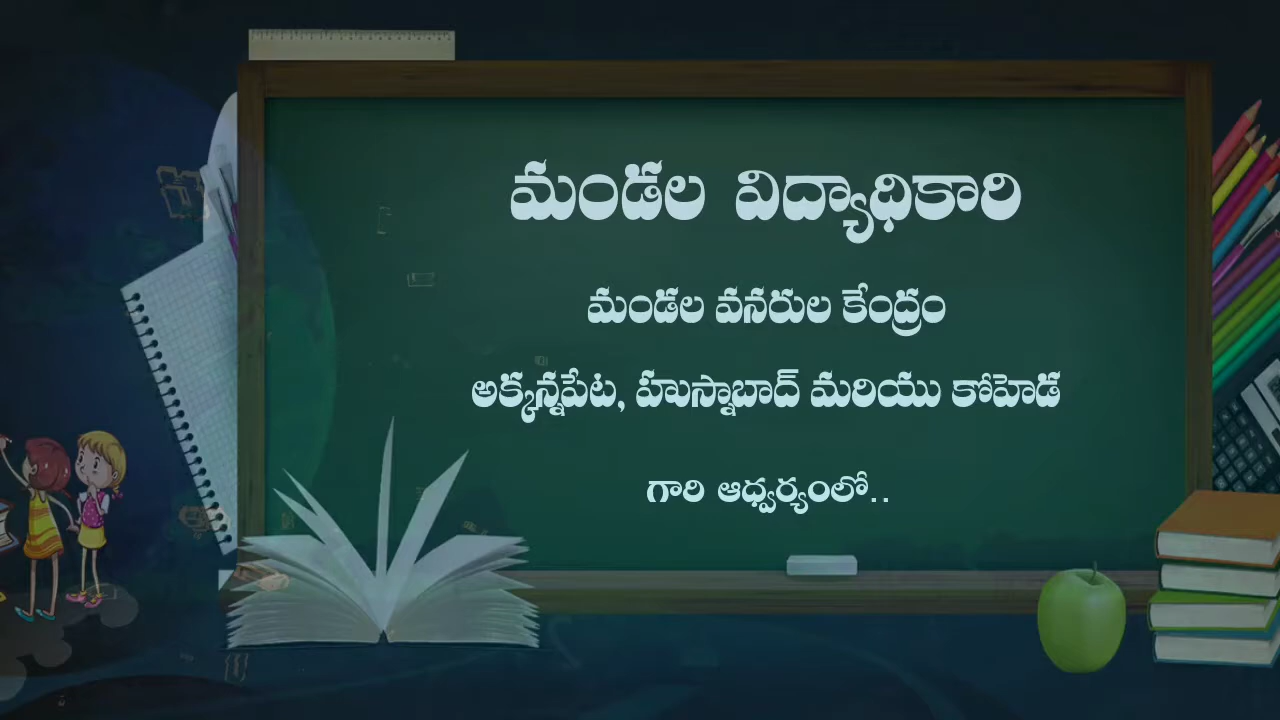 మండల విద్యాధికారి
మండల వనరుల కేంద్రం
అక్కన్నపేట, హుస్నాబాద్ మరియు కోహెడ
గారి ఆధ్వర్యంలో..